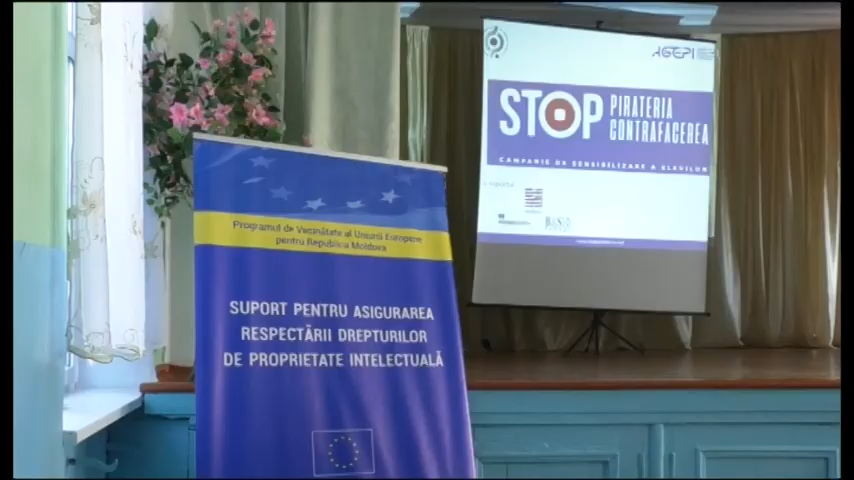 Programul de Vecinătate al Uniunii Europene
pentru Republica Moldova
SUPORT PENTRU ASIGURAREA
RESPECTĂRII DREPTURILOR
DE PROPRIETATE INTELECTUALĂ
AGEPI
STOP PIRATERIA
CONTRAFACEREA
CAMPANIE DE SENSIBILIZARE A ELEVILOR